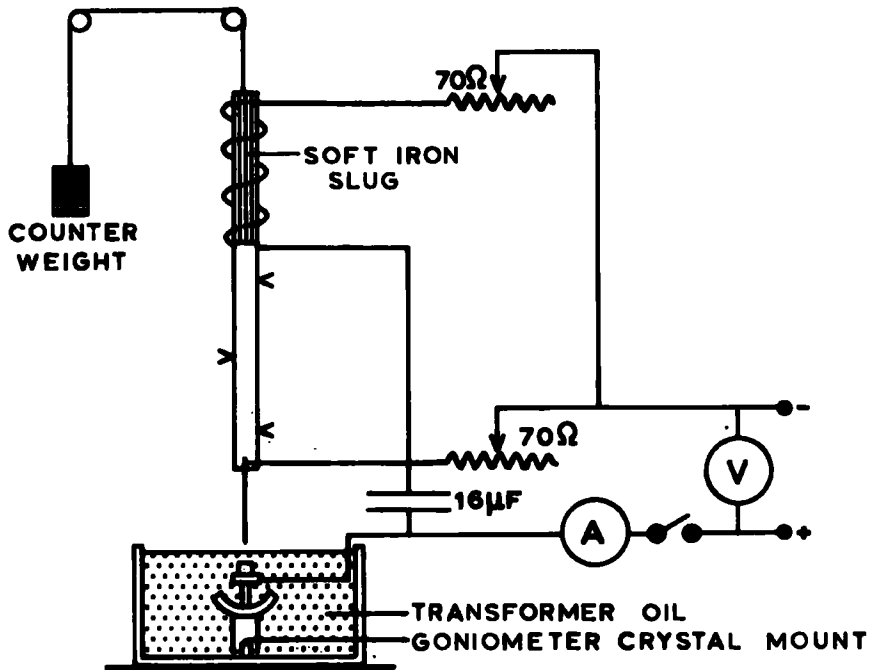 70Ω
SOFT IRON
SLUG
COUNTER
WEIGHT
-
70Ω
V
16μF
A
+
TRANSFORMER OIL
GONIOMETER CRYSTAL MOUNT